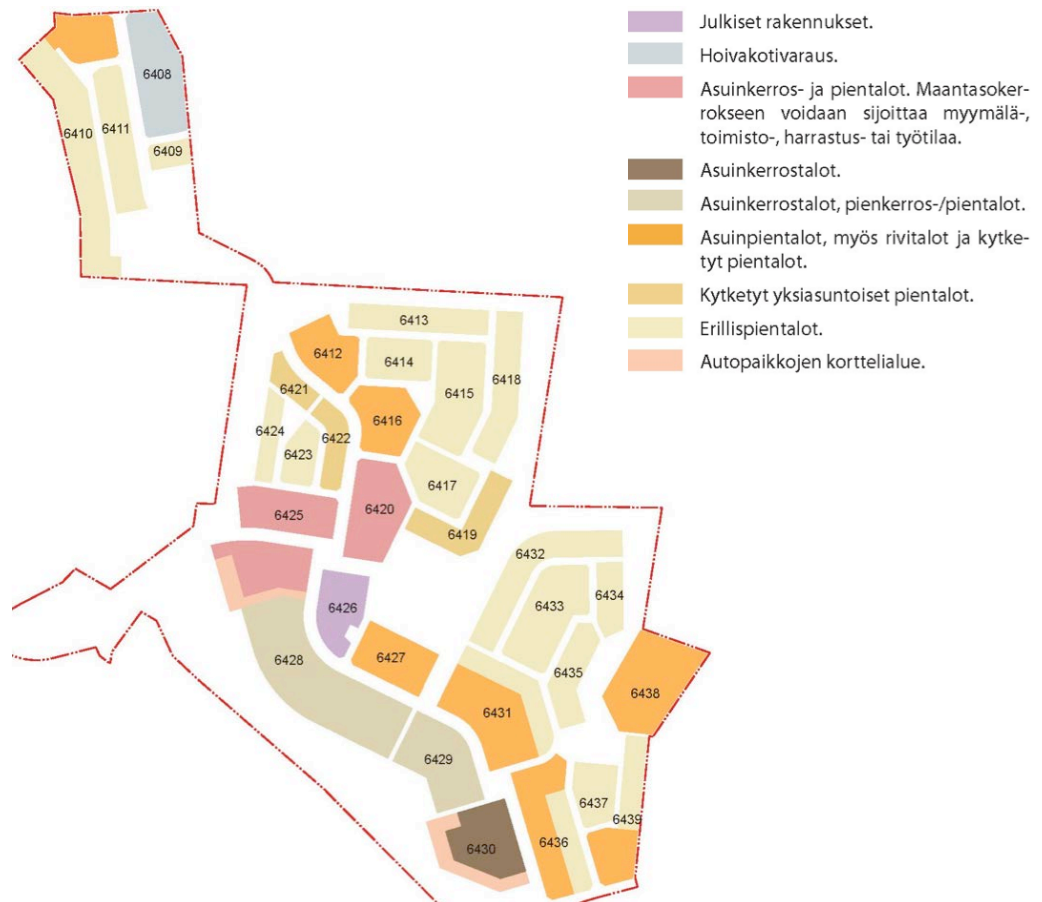 Julkiset rakennukset.
Hoivakotivaraus.
Asuinkerros- ja pientalot. Maantasoker-
rokseen voidaan sijoittaa myymälä-,
toimisto-, harrastus- tai työtilaa.
Asuinkerrostalot.
Asuinkerrostalot, pienkerros-/pientalot.
Asuinpientalot, myös rivitalot ja kytke-
tyt pientalot.
Kytketyt yksiasuntoiset pientalot.
Erillispientalot.
Autopaikkojen korttelialue.
6408
6410
6411
6409
6413
6412
6414
6418
6421
6415
6416
6424
6422
6423
6417
6425
6420
6419
6432
6434
6433
6426
6427
6428
6435
6438
6431
6429
6437
6439
6436
6430